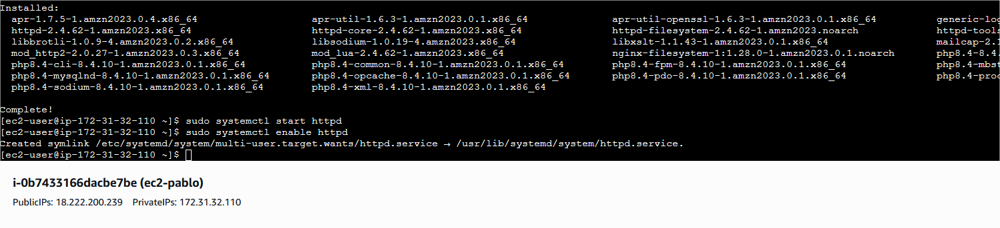 Installed:
apr-1.7.5-1.amzn2023.0.4.x86_64 apr-util-1.6.3-1.amzn2023.0.1.x86_64 apr-util-openssl-1.6.3-1.amzn2023.0.1.x86_64 generic-log
httpd-2.4.62-1.amzn2023.x86_64 httpd-core-2.4.62-1.amzn2023.x86_64 httpd-filesystem-2.4.62-1.amzn2023.noarch httpd-tools
libbrotli-1.0.9-4.amzn2023.0.2.x86_64 libsodium-1.0.19-4.amzn2023.x86_64 libxslt-1.1.43-1.amzn2023.0.1.x86_64 mailcap-2.1
mod_http2-2.0.27-1.amzn2023.0.3.x86_64 mod_lua-2.4.62-1.amzn2023.x86_64 nginx-filesystem-1:1.28.0-1.amzn2023.0.1.noarch php8.4-8.4.
php8.4-cli-8.4.10-1.amzn2023.0.1.x86_64 php8.4-common-8.4.10-1.amzn2023.0.1.x86_64 php8.4-fpm-8.4.10-1.amzn2023.0.1.x86_64 php8.4-mbst
php8.4-mysqlnd-8.4.10-1.amzn2023.0.1.x86_64 php8.4-opcache-8.4.10-1.amzn2023.0.1.x86_64 php8.4-pdo-8.4.10-1.amzn2023.0.1.x86_64 php8.4-proc
php8.4-sodium-8.4.10-1.amzn2023.0.1.x86_64 php8.4-xml-8.4.10-1.amzn2023.0.1.x86_64
Complete!
[ec2-user@ip-172-31-32-110 ~]$ sudo systemctl start httpd
[ec2-user@ip-172-31-32-110 ~]$ sudo systemctl enable httpd
Created symlink /etc/systemd/system/multi-user.target.wants/httpd.service → /usr/lib/systemd/system/httpd.service.
[ec2-user@ip-172-31-32-110 ~]$
i-0b7433166dacbe7be (ec2-pablo)
PublicIPs: 18.222.200.239 PrivateIPs: 172.31.32.110